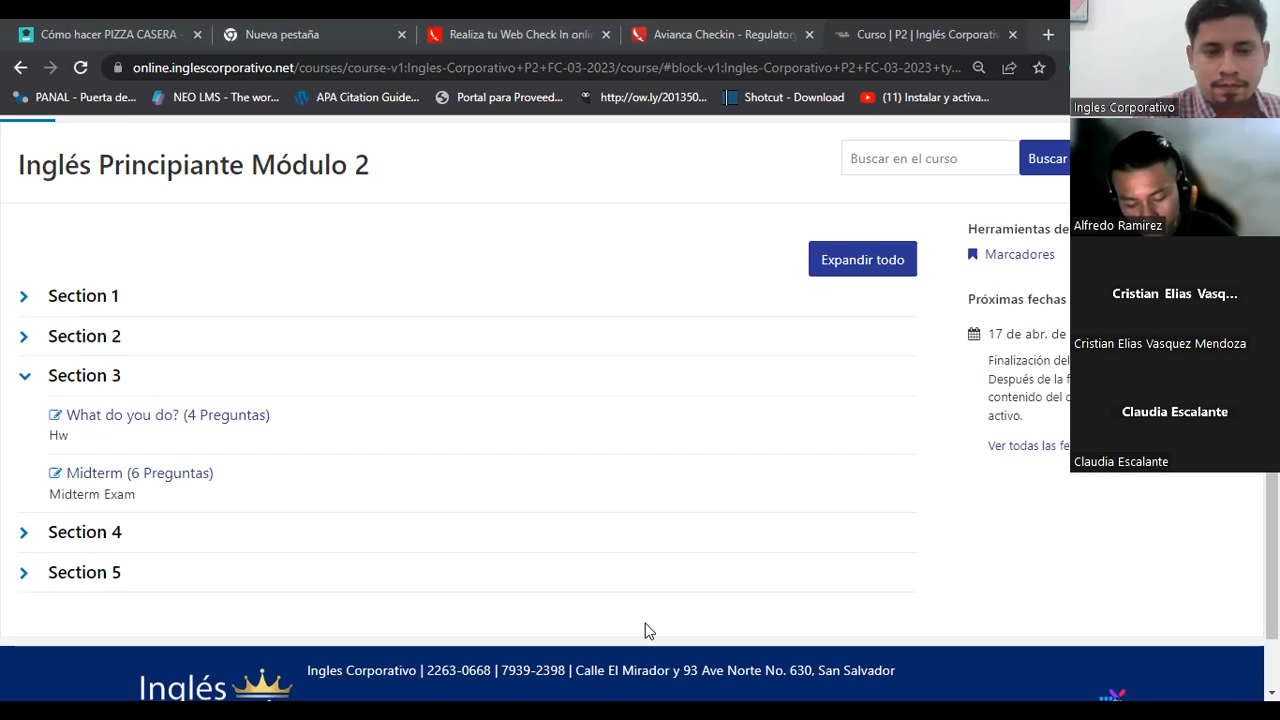 Cómo hacer PIZZA CASERA -
Nueva pestaña
Realiza tu Web Check In online
Avianca Checkin - Regulatory
Curso | P2 | Inglés Corporativ
online.inglescorporativo.net/courses/course-v1:Ingles-Corporativo+P2+FC-03-2023/course/#block-v1:Ingles-Corporativo+P2+FC-03-2023+ty...
PANAL - Puerta de...
NEO LMS - The wor...
APA Citation Guide...
Portal para Proveed...
http://ow.ly/201350...
Shotcut - Download
(11) Instalar y activa...
Inglés Principiante Módulo 2
Buscar en el curso
Buscar
Expandir todo
Section 1
Section 2
Section 3
What do you do? (4 Preguntas)
Hw
Midterm (6 Preguntas)
Midterm Exam
Section 4
Section 5
Herramientas de
Marcadores
Próximas fechas
17 de abr. de
Finalización del
Después de la f
contenido del c
activo.
Ver todas las fe
Ingles Corporativo
Alfredo Ramirez
Cristian Elias Vasq...
Cristian Elias Vasquez Mendoza
Claudia Escalante
Claudia Escalante
Inglés
Ingles Corporativo | 2263-0668 | 7939-2398 | Calle El Mirador y 93 Ave Norte No. 630, San Salvador